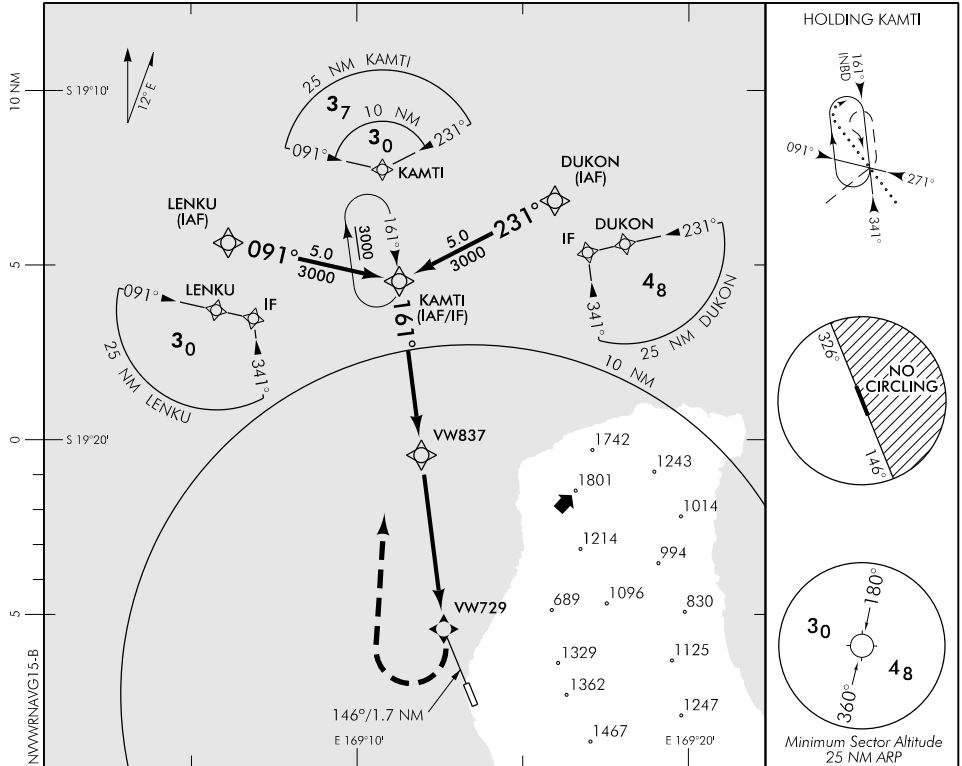 HOLDING KAMTI
161°
INBD
091°
271°
341°
10 NM
S 19°10'
12° E
25 NM KAMTI
3₇
10 NM
3₀
091°
231°
KAMTI
DUKON
(IAF)
LENKU
(IAF)
091°
5.0
3000
3000
161°
5.0
3000
231°
IF
DUKON
231°
5
KAMTI
(IAF/IF)
4₈
341°
25 NM DUKON
091°
LENKU
IF
3₀
341°
25 NM LENKU
161°
10 NM
326°
NO
CIRCLING
146°
0
S 19°20'
VW837
1742
1243
1801
1014
1214
994
689
1096
830
5
VW729
1329
1125
1362
1247
1467
146°/1.7 NM
E 169°10'
E 169°20'
180°
3₀
4₈
360°
Minimum Sector Altitude
25 NM ARP
NVVWRNAVG15-B